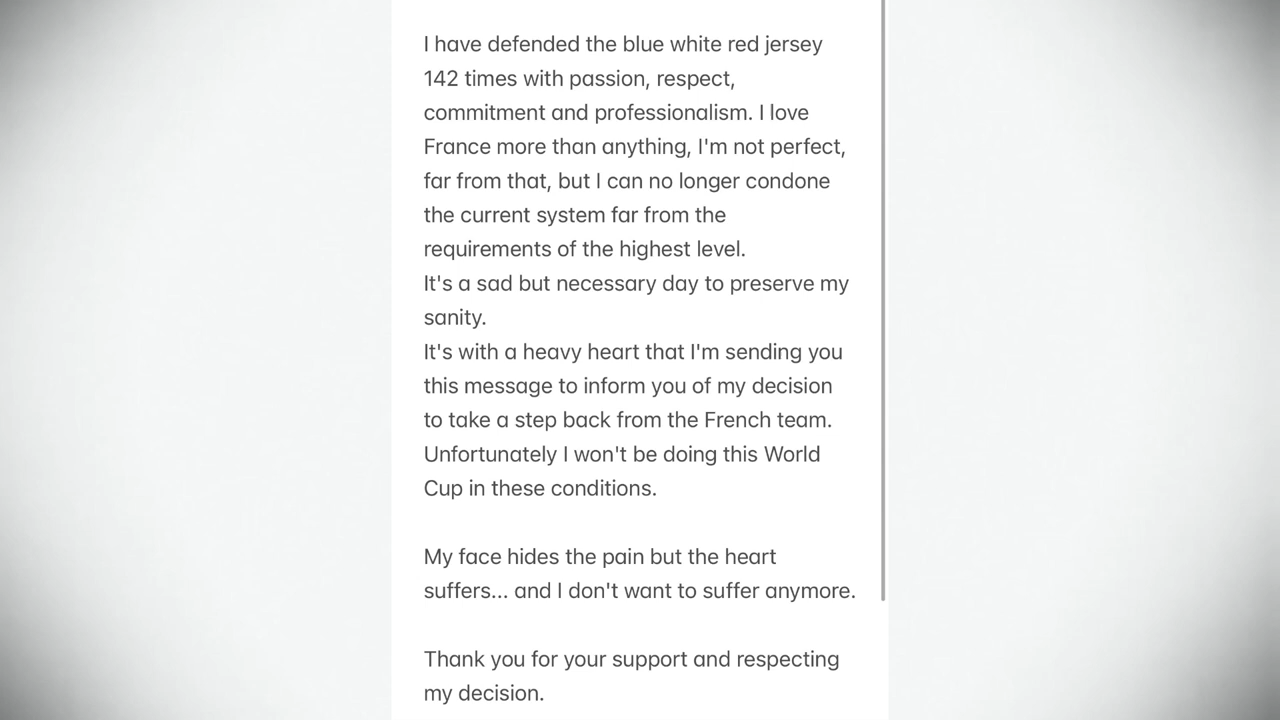 I have defended the blue white red jersey
142 times with passion, respect,
commitment and professionalism. I love
France more than anything, I'm not perfect,
far from that, but I can no longer condone
the current system far from the
requirements of the highest level.
It's a sad but necessary day to preserve my
sanity.
It's with a heavy heart that I'm sending you
this message to inform you of my decision
to take a step back from the French team.
Unfortunately I won't be doing this World
Cup in these conditions.
My face hides the pain but the heart
suffers... and I don't want to suffer anymore.
Thank you for your support and respecting
my decision.